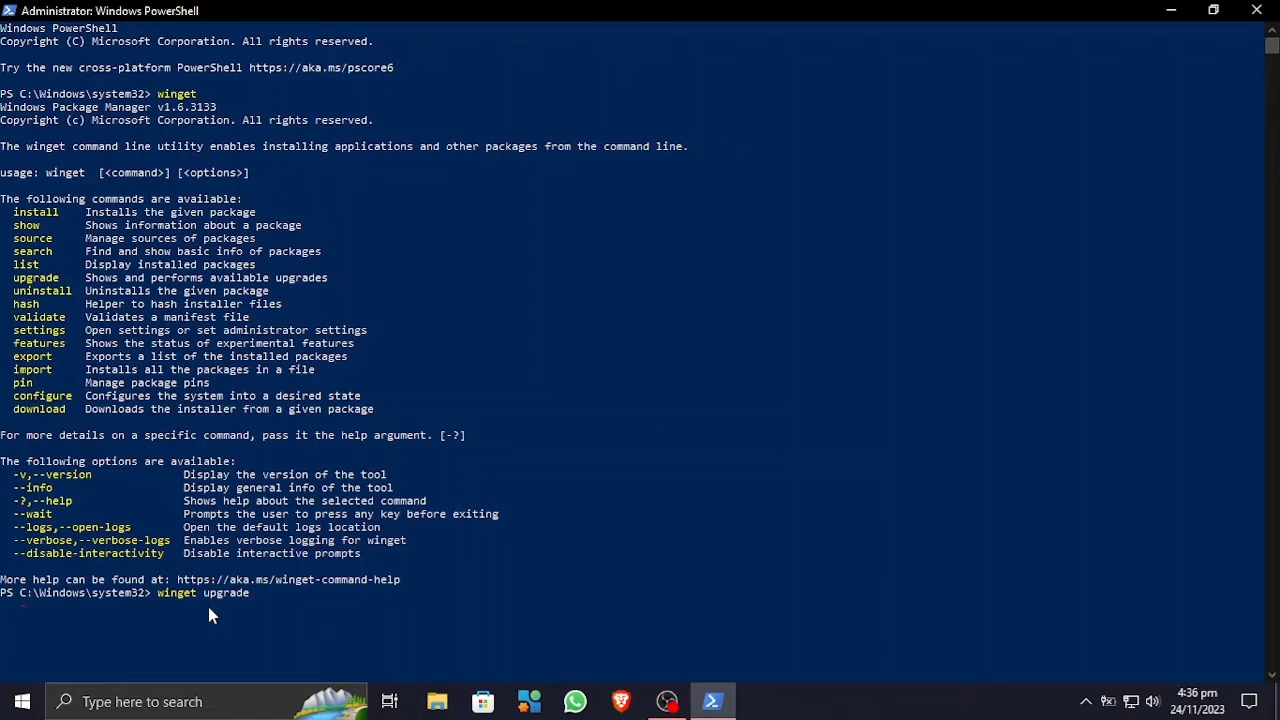 Administrator: Windows PowerShell
Windows PowerShell
Copyright (C) Microsoft Corporation. All rights reserved.
Try the new cross-platform PowerShell https://aka.ms/pscore6
PS C:\Windows\system32> winget
Windows Package Manager v1.6.3133
Copyright (c) Microsoft Corporation. All rights reserved.
The winget command line utility enables installing applications and other packages from the command line.
usage: winget  [<command>] [<options>]
The following commands are available:
install    Installs the given package
show       Shows information about a package
source     Manage sources of packages
search     Find and show basic info of packages
list       Display installed packages
upgrade    Shows and performs available upgrades
uninstall  Uninstalls the given package
hash       Helper to hash installer files
validate   Validates a manifest file
settings   Open settings or set administrator settings
features   Shows the status of experimental features
export     Exports a list of the installed packages
import     Installs all the packages in a file
pin        Manage package pins
configure  Configures the system into a desired state
download   Downloads the installer from a given package
For more details on a specific command, pass it the help argument. [-?]
The following options are available:
-v,--version              Display the version of the tool
--info                    Display general info of the tool
-?,--help                 Shows help about the selected command
--wait                    Prompts the user to press any key before exiting
--logs,--open-logs        Open the default logs location
--verbose,--verbose-logs  Enables verbose logging for winget
--disable-interactivity   Disable interactive prompts
More help can be found at: https://aka.ms/winget-command-help
PS C:\Windows\system32> winget upgrade
Type here to search
4:36 pm
24/11/2023